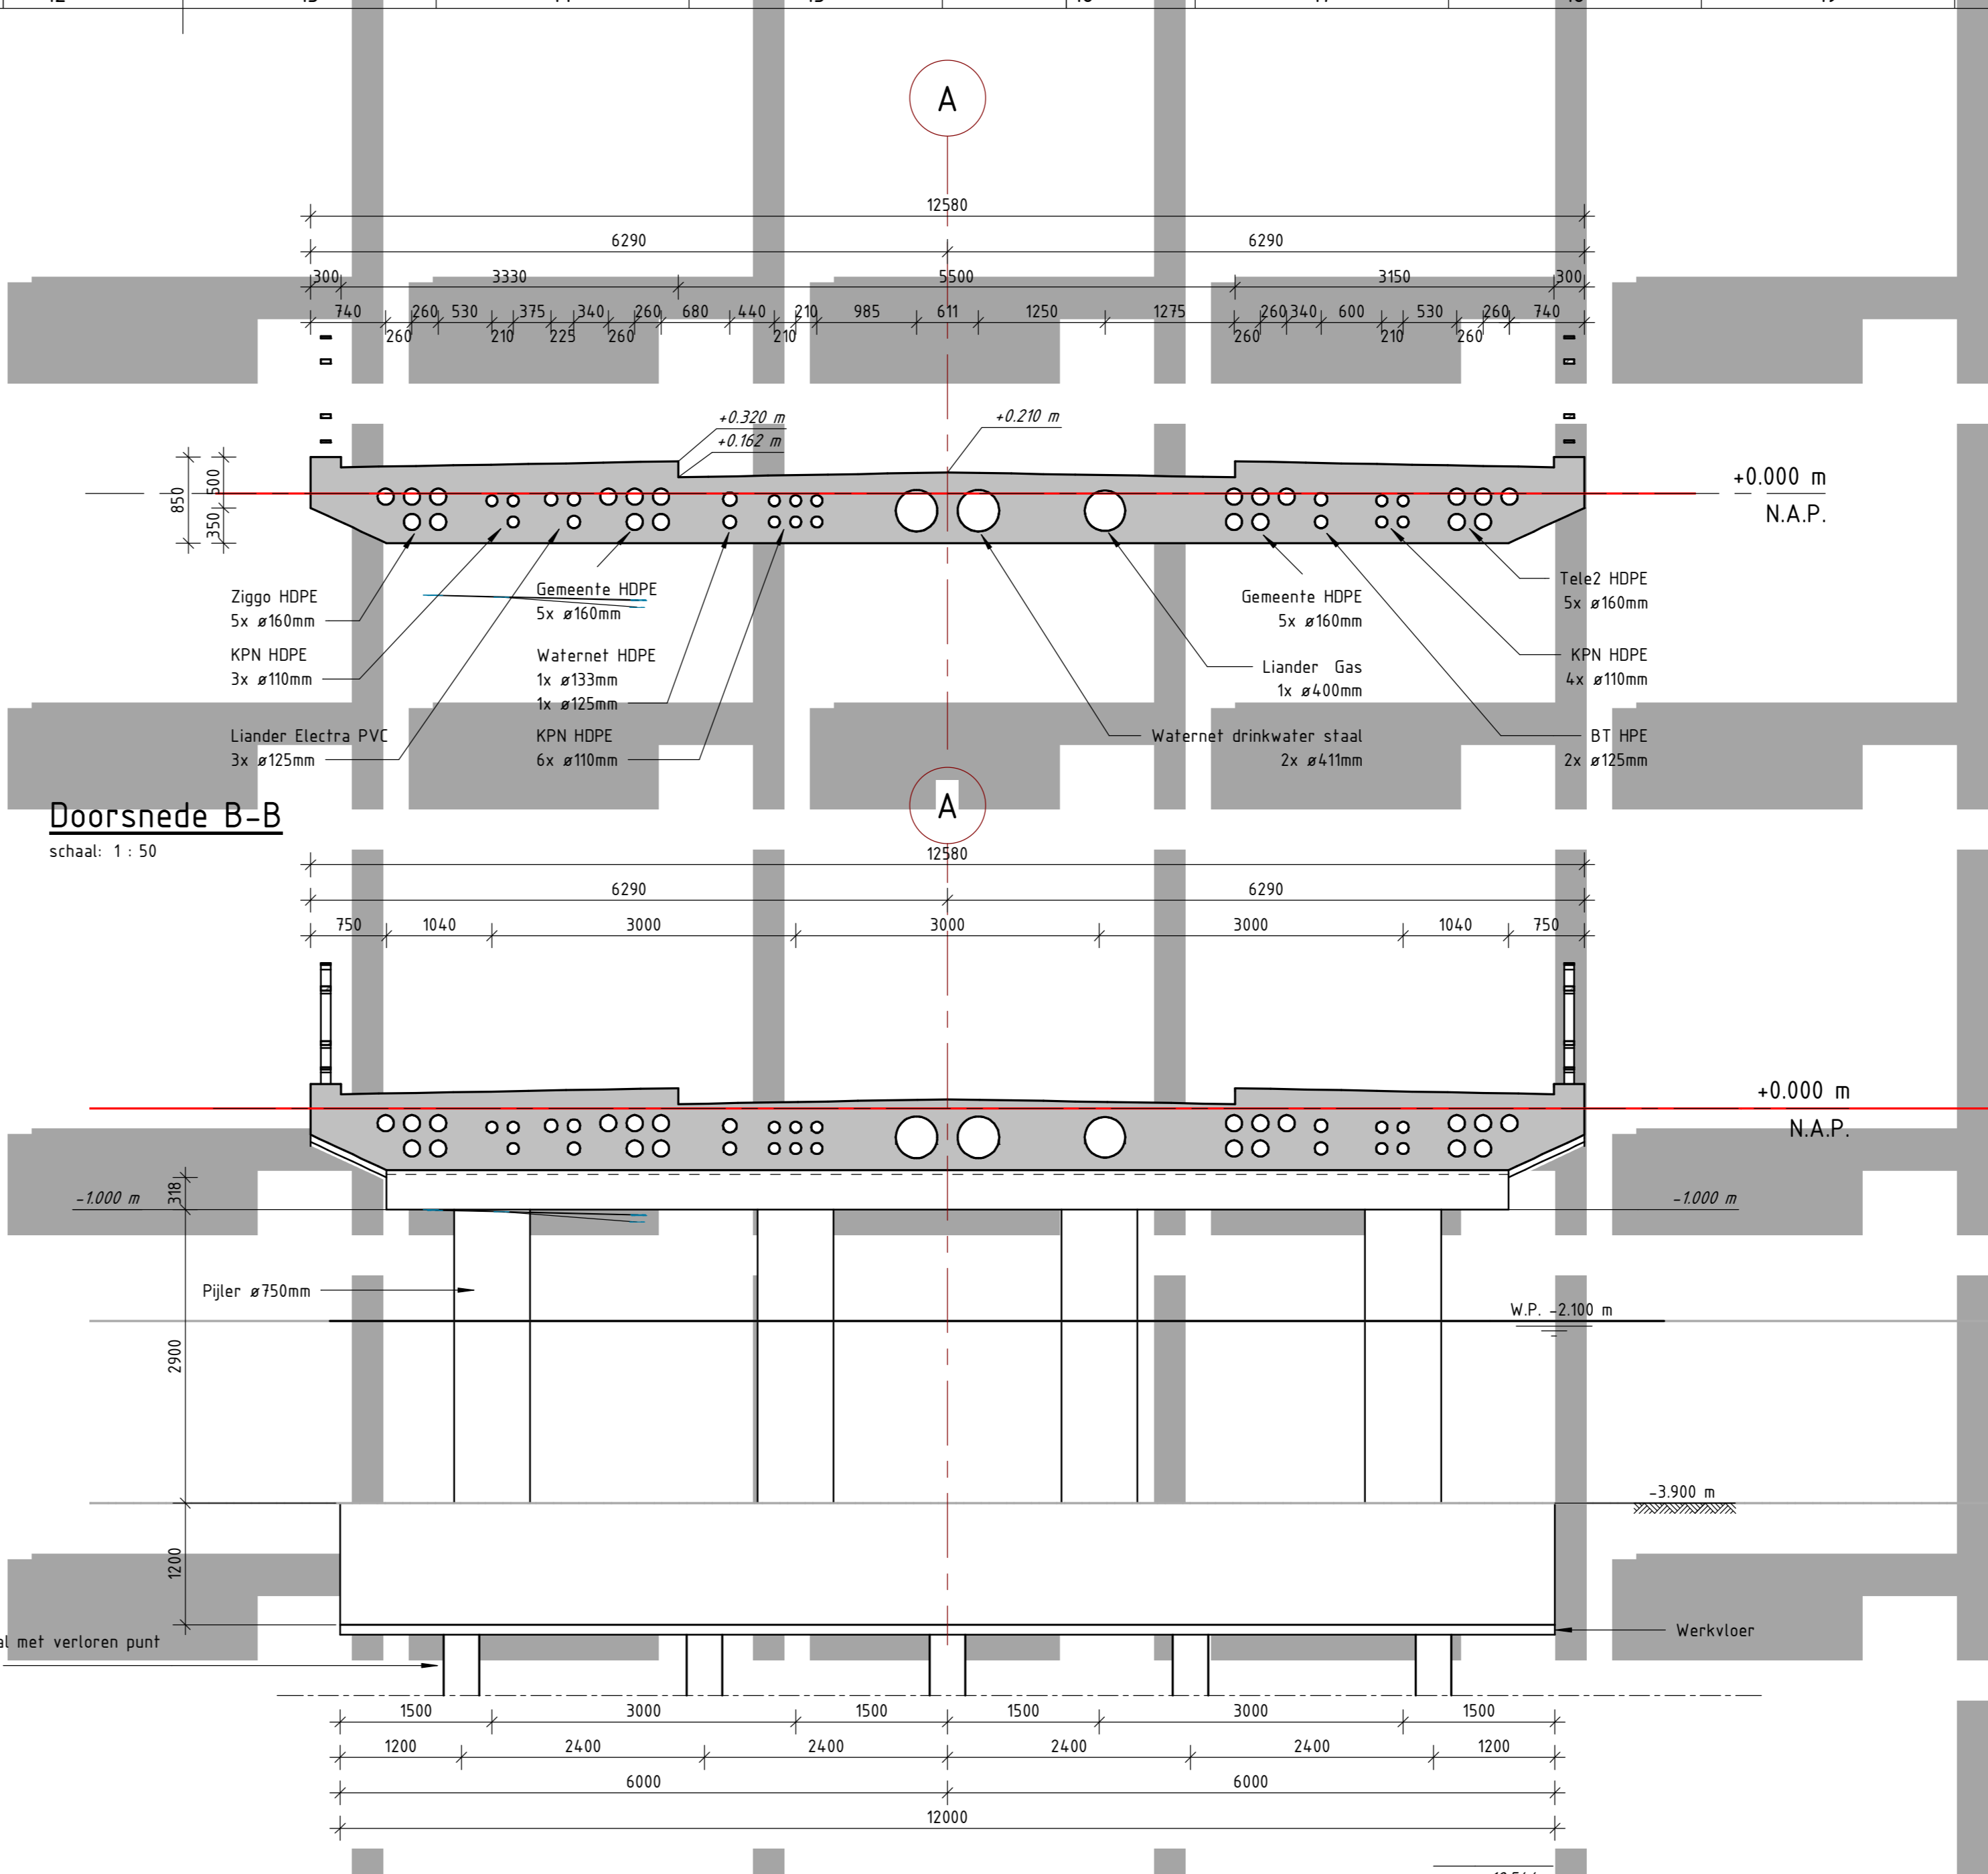 A
12580
6290 6290
300 3330 5500 3150 300
740 260 530 375 340 260 680 440 210 985 611 1250 1275 260 340 600 530 260 740
260 210 225 260 210 260 210 260
+0.320 m
+0.162 m
+0.210 m
850
500
350
+0.000 m
N.A.P.
Ziggo HDPE
5x ø160mm
KPN HDPE
3x ø110mm
Liander Electra PVC
3x ø125mm
Gemeente HDPE
5x ø160mm
Waternet HDPE
1x ø133mm
1x ø125mm
KPN HDPE
6x ø110mm
Gemeente HDPE
5x ø160mm
Liander Gas
1x ø400mm
Waternet drinkwater staal
2x ø411mm
Tele2 HDPE
5x ø160mm
KPN HDPE
4x ø110mm
BT HPE
2x ø125mm
Doorsnede B-B
schaal: 1 : 50
A
12580
6290 6290
750 1040 3000 3000 3000 1040 750
+0.000 m
N.A.P.
318
-1.000 m
-1.000 m
Pijler ø750mm
W.P. -2.100 m
2900
-3.900 m
1200
met verloren punt
Werkvloer
1500 3000 1500 1500 3000 1500
1200 2400 2400 2400 2400 1200
6000 6000
12000